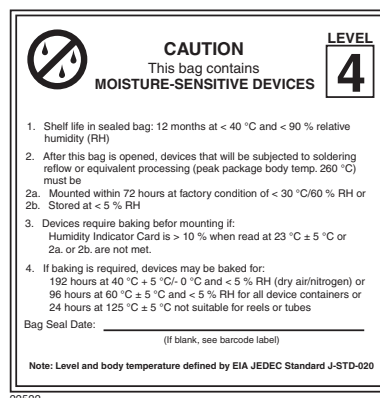 LEVEL
CAUTION
This bag contains
MOISTURE-SENSITIVE DEVICES
4
1. Shelf life in sealed bag: 12 months at < 40 °C and < 90 % relative
humidity (RH)
2. After this bag is opened, devices that will be subjected to soldering
reflow or equivalent processing (peak package body temp. 260 °C)
must be
2a. Mounted within 72 hours at factory condition of < 30 °C/60 % RH or
2b. Stored at < 5 % RH
3. Devices require baking befor mounting if:
Humidity Indicator Card is > 10 % when read at 23 °C ± 5 °C or
2a. or 2b. are not met.
4. If baking is required, devices may be baked for:
192 hours at 40 °C + 5 °C/- 0 °C and < 5 % RH (dry air/nitrogen) or
96 hours at 60 °C ± 5 °C and < 5 % RH for all device containers or
24 hours at 125 °C ± 5 °C not suitable for reels or tubes
Bag Seal Date:
(If blank, see barcode label)
Note: Level and body temperature defined by EIA JEDEC Standard J-STD-020